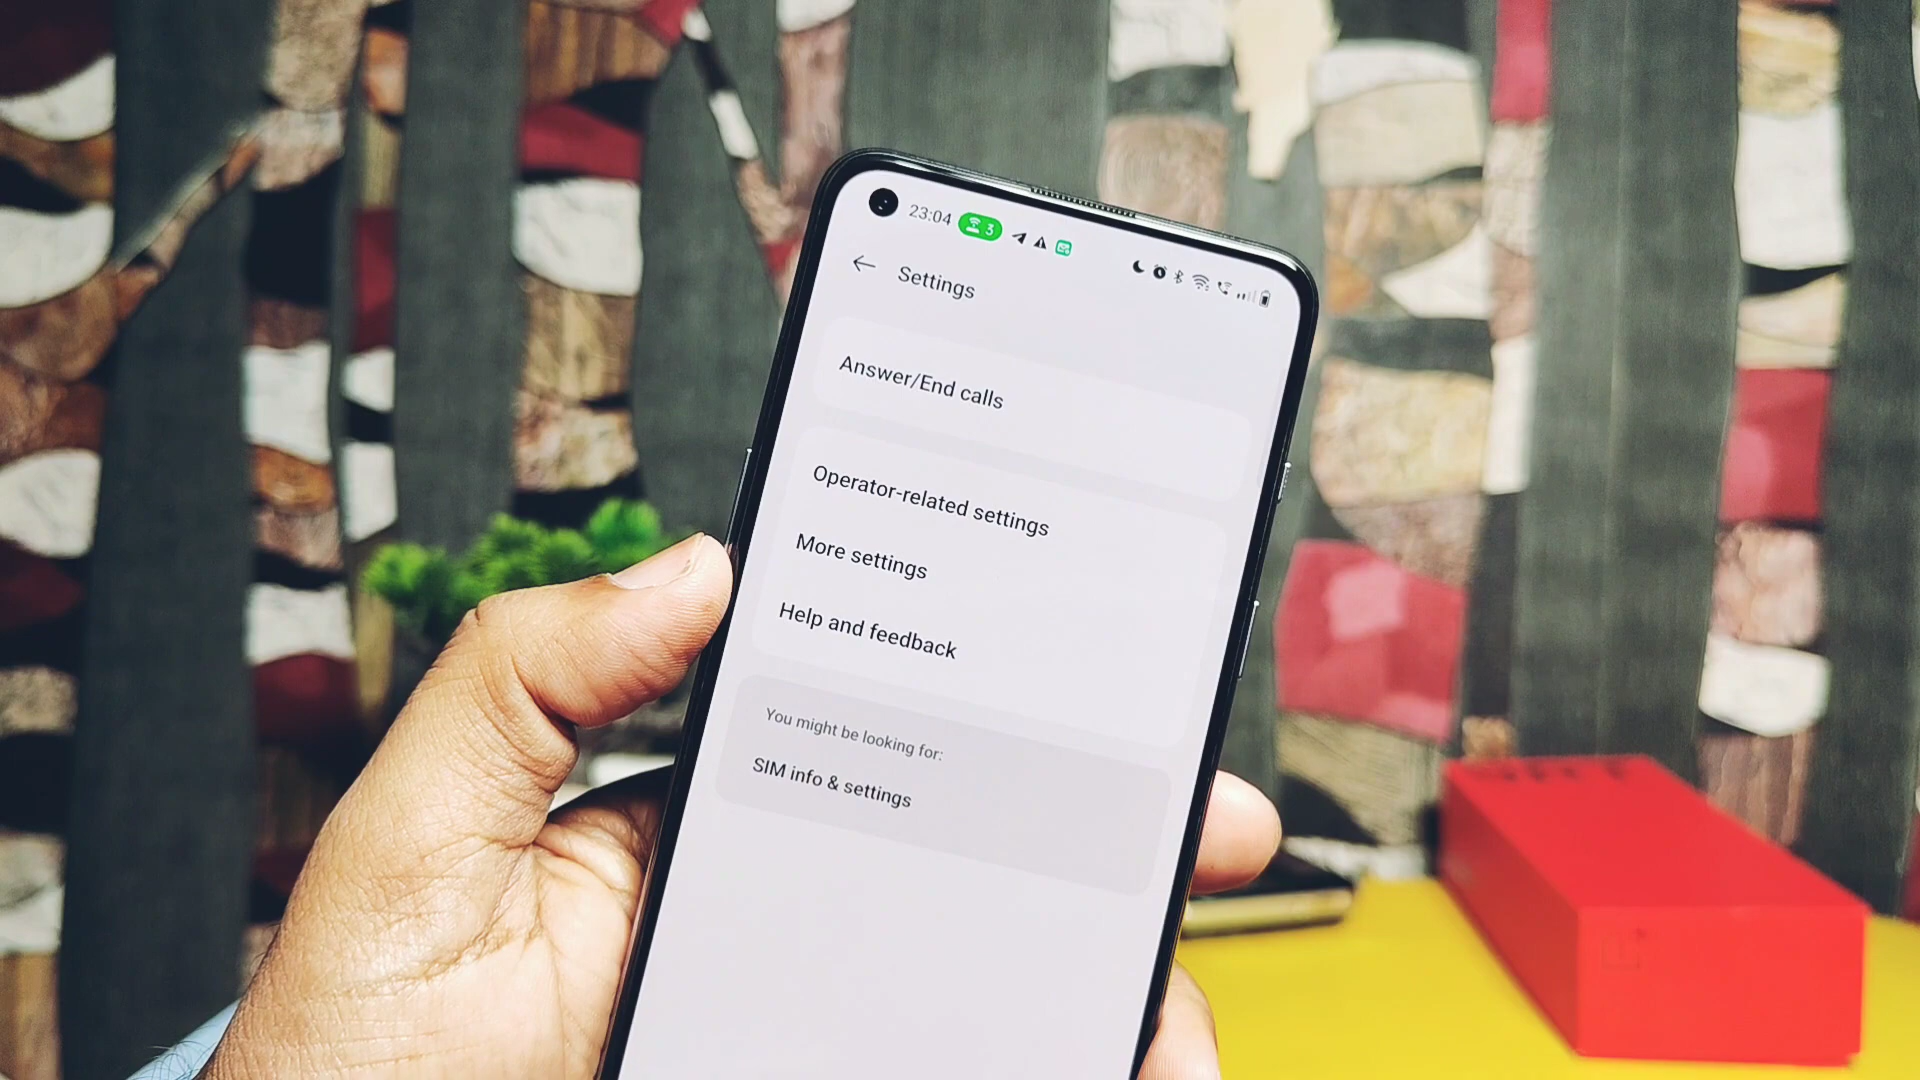 23:04 3
Settings
Answer/End calls
Operator-related settings
More settings
Help and feedback
You might be looking for:
SIM info & settings